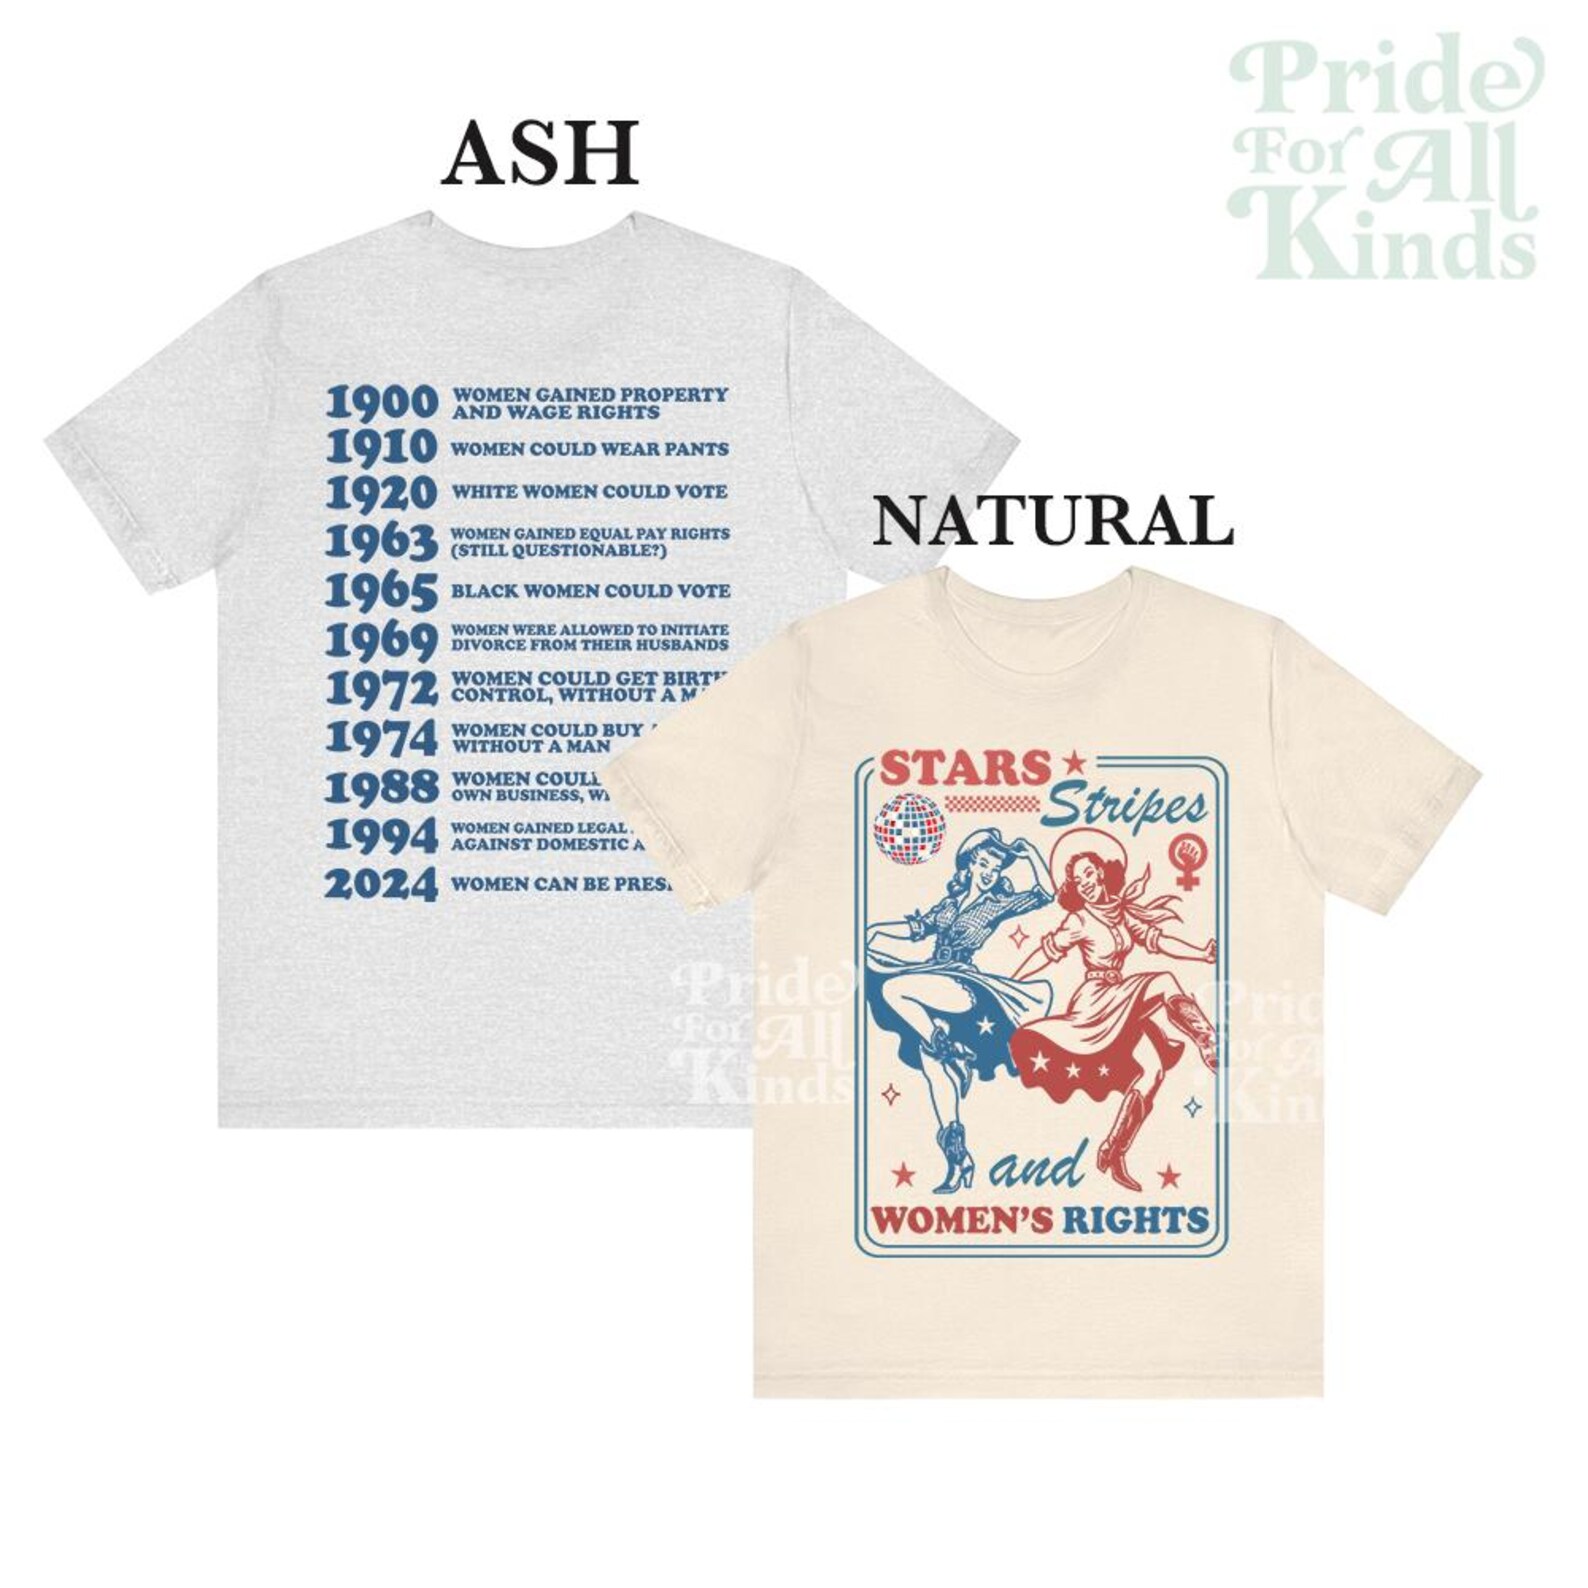 Pride
For All
Kinds
ASH
1900 WOMEN GAINED PROPERTY
AND WAGE RIGHTS
1910 WOMEN COULD WEAR PANTS
1920 WHITE WOMEN COULD VOTE
1963 WOMEN GAINED EQUAL PAY RIGHTS
(STILL QUESTIONABLE?)
1965 BLACK WOMEN COULD VOTE
1969 WOMEN WERE ALLOWED TO INITIATE
DIVORCE FROM THEIR HUSBANDS
1972 WOMEN COULD GET BIRTH
CONTROL, WITHOUT A
1974 WOMEN COULD BUY
WITHOUT A MAN
1988 WOMEN COULD
OWN BUSINESS,
1994 WOMEN GAINED LEGAL
AGAINST DOMESTIC
2024 WOMEN CAN BE
NATURAL
STARS
Stripes
and
WOMEN'S RIGHTS
Pride
For All
Kinds